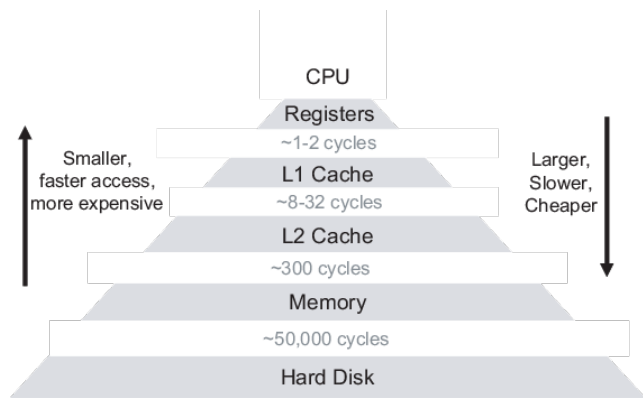 CPU
Registers
~1-2 cycles
Smaller,
faster access,
more expensive
L1 Cache
Larger,
Slower,
Cheaper
~8-32 cycles
L2 Cache
~300 cycles
Memory
~50,000 cycles
Hard Disk